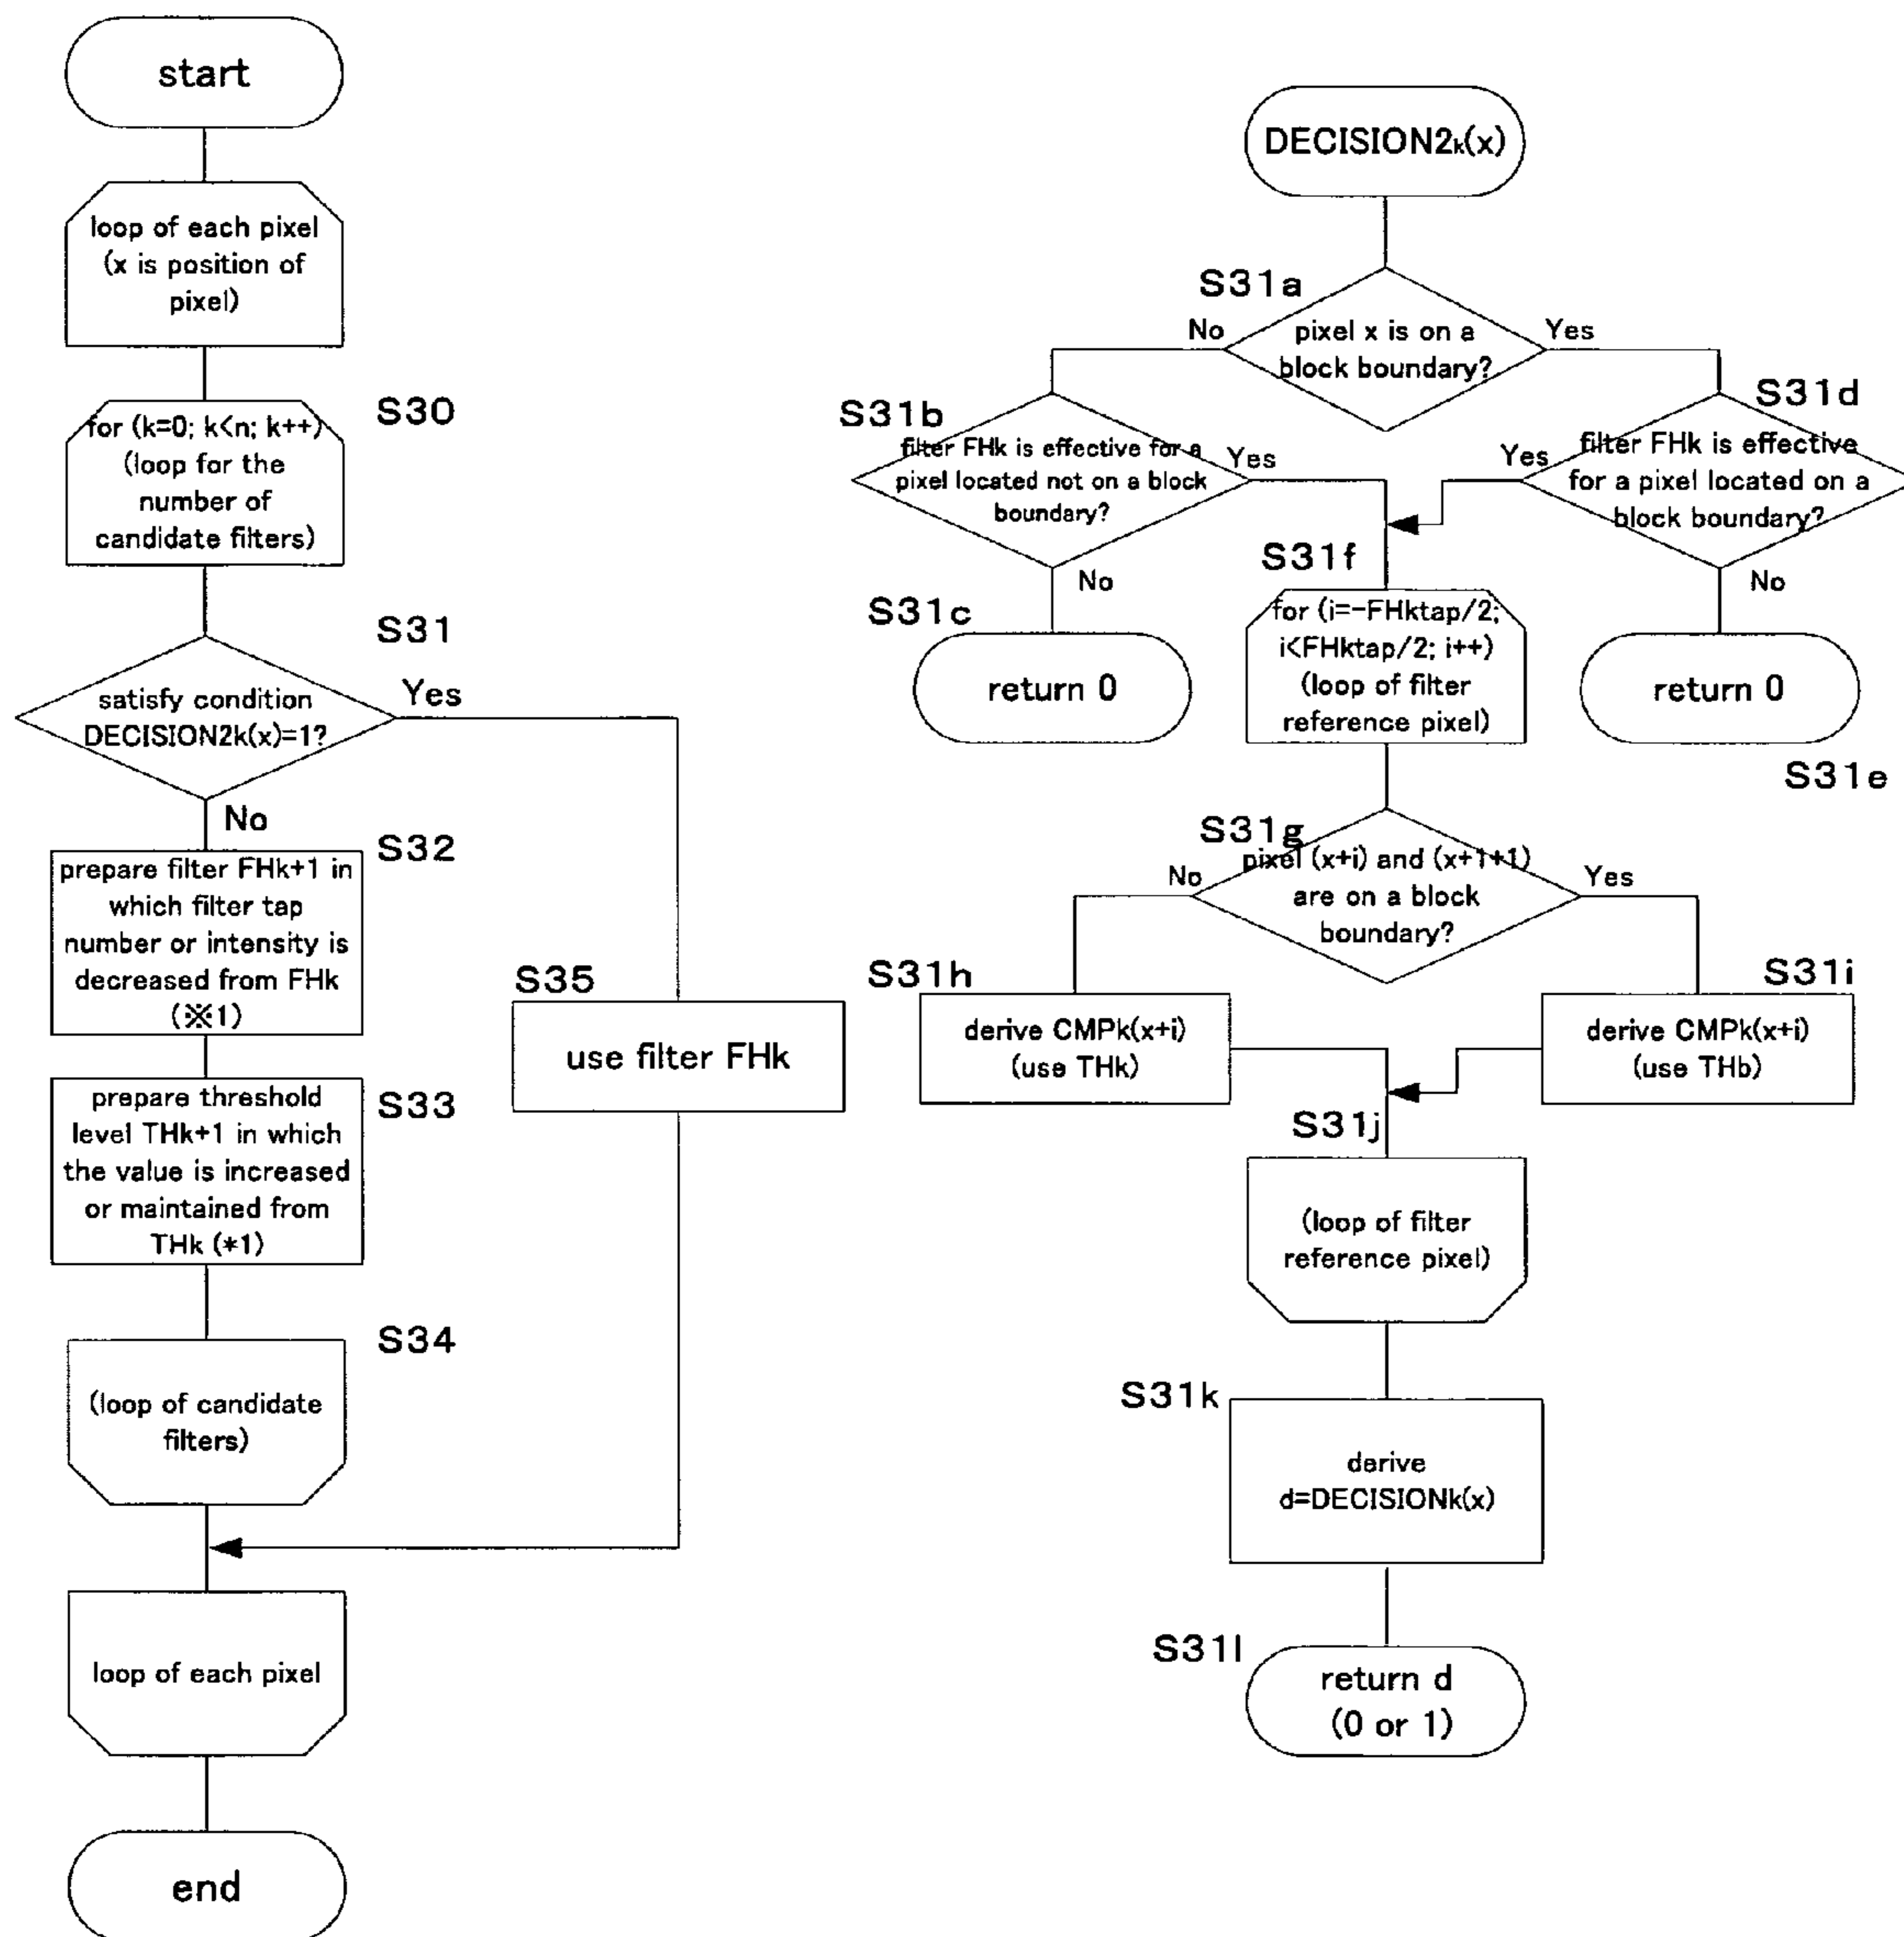 start
loop of each pixel
(x is position of
pixel)
S30
for (k=0; k<n; k++)
(loop for the
number of
candidate filters)
S31
satisfy condition
DECISION2k(x)=1?
Yes
No
S32
prepare filter FHk+1 in
which filter tap
number or intensity is
decreased from FHk
(※1)
S33
prepare threshold
level THk+1 in which
the value is increased
or maintained from
THk (*1)
S35
use filter FHk
S34
(loop of candidate
filters)
loop of each pixel
end
DECISION2k(x)
S31a
pixel x is on a
block boundary?
No
Yes
S31b
filter FHk is effective for a
pixel located not on a block
boundary?
Yes
No
S31c
return 0
S31d
filter FHk is effective
for a pixel located on a
block boundary?
Yes
No
return 0
S31e
S31f
for (i=-FHktap/2;
i<FHktap/2; i++)
(loop of filter
reference pixel)
S31g
pixel (x+i) and (x+1+1)
are on a block
boundary?
No
Yes
S31h
derive CMPk(x+i)
(use THk)
S31i
derive CMPk(x+i)
(use THb)
S31j
(loop of filter
reference pixel)
S31k
derive
d=DECISIONk(x)
S31l
return d
(0 or 1)